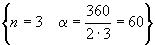 {n = 3   α = 360/(2·3) = 60}